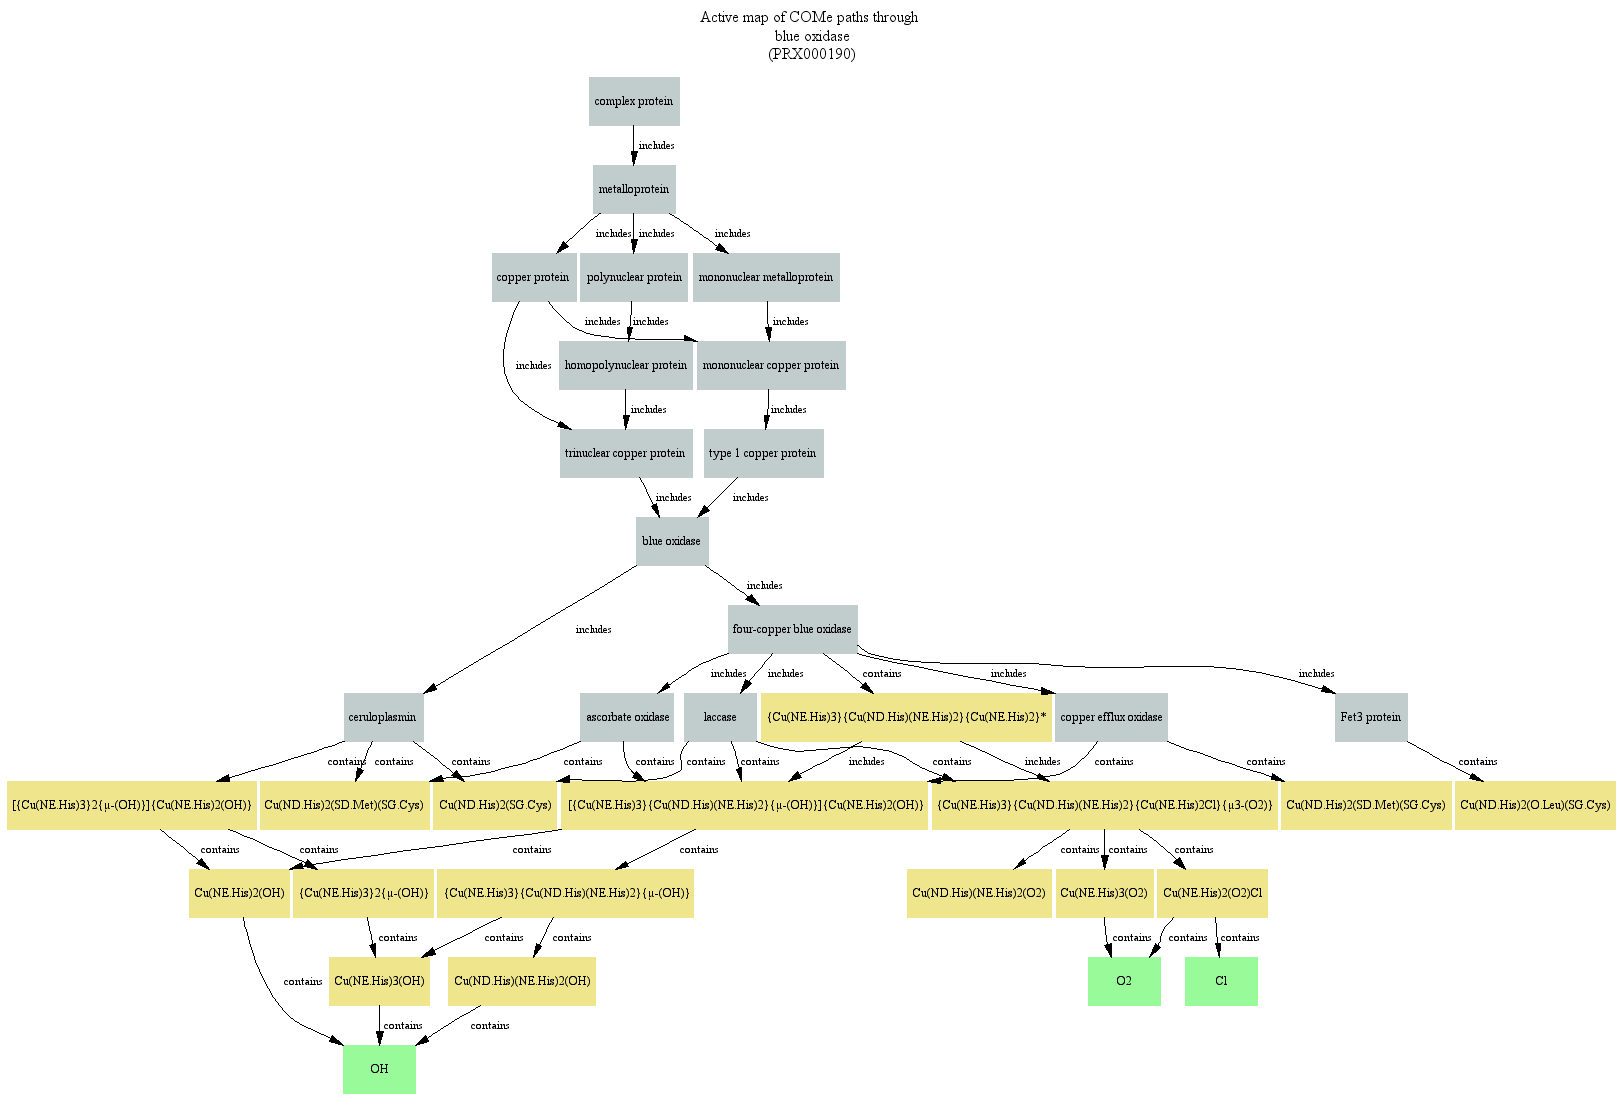 Active map of COMe paths through
blue oxidase
(PRX000190)
complex protein
includes
metalloprotein
includes includes includes
copper protein polynuclear protein mononuclear metalloprotein
includes includes includes
includes homopolynuclear protein mononuclear copper protein
includes includes
trinuclear copper protein type 1 copper protein
includes includes
blue oxidase
includes
includes four-copper blue oxidase
includes includes contains includes includes
ceruloplasmin ascorbate oxidase laccase {Cu(NE.His)3}{Cu(ND.His)(NE.His)2}{Cu(NE.His)2}* copper efflux oxidase Fet3 protein
contains contains contains contains contains contains includes contains includes contains contains contains
[{Cu(NE.His)3}2{μ-(OH)}]{Cu(NE.His)2(OH)} Cu(ND.His)2(SD.Met)(SG.Cys) Cu(ND.His)2(SG.Cys) [{Cu(NE.His)3}{Cu(ND.His)(NE.His)2}{μ-(OH)}]{Cu(NE.His)2(OH)} {Cu(NE.His)3}{Cu(ND.His)(NE.His)2}{Cu(NE.His)2Cl}{μ3-(O2)} Cu(ND.His)2(SD.Met)(SG.Cys) Cu(ND.His)2(O.Leu)(SG.Cys)
contains contains contains contains contains contains contains
Cu(NE.His)2(OH) {Cu(NE.His)3}2{μ-(OH)} {Cu(NE.His)3}{Cu(ND.His)(NE.His)2}{μ-(OH)} Cu(ND.His)(NE.His)2(O2) Cu(NE.His)3(O2) Cu(NE.His)2(O2)Cl
contains contains contains contains contains contains
contains Cu(NE.His)3(OH) Cu(ND.His)(NE.His)2(OH) O2 Cl
contains contains
OH